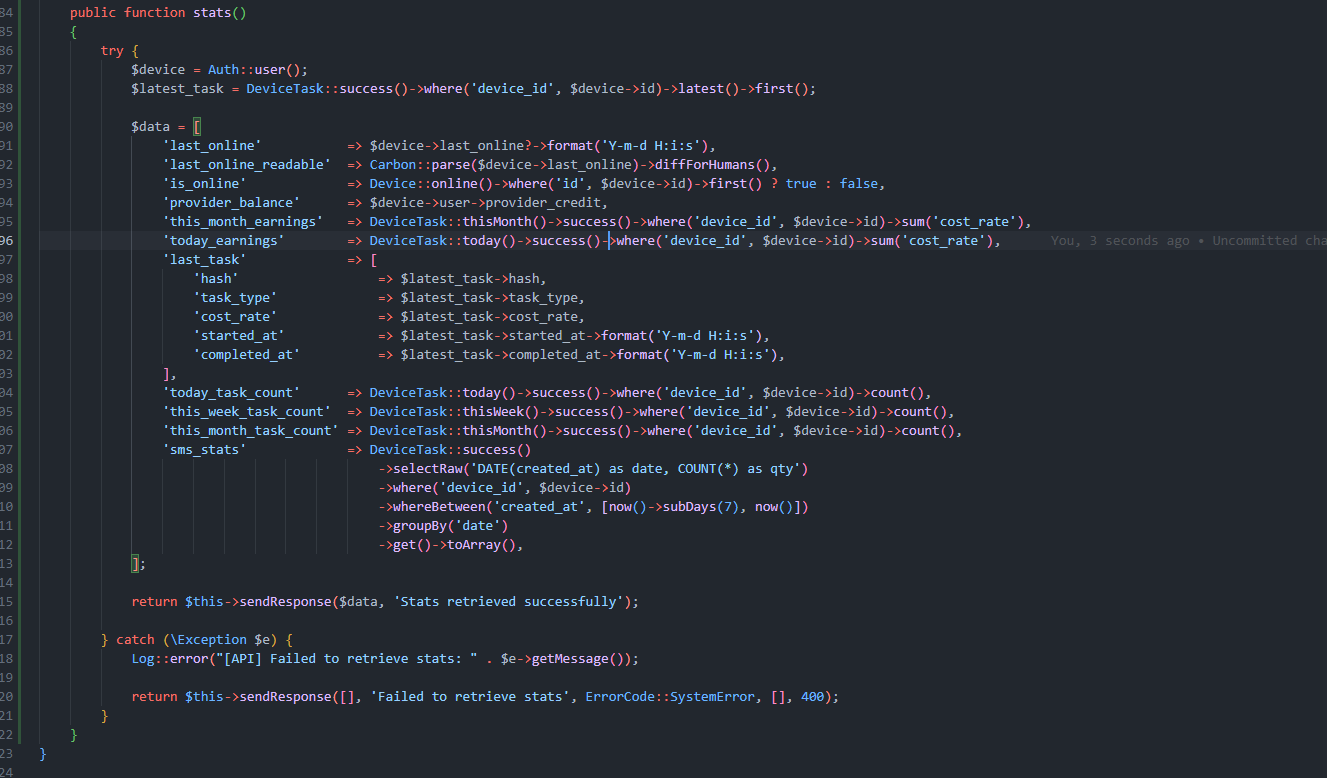 84 public function stats()
85 {
86 try {
87 $device = Auth::user();
88 $latest_task = DeviceTask::success()->where('device_id', $device->id)->latest()->first();
89
90 $data = [
91 'last_online' => $device->last_online?->format('Y-m-d H:i:s'),
92 'last_online_readable' => Carbon::parse($device->last_online)->diffForHumans(),
93 'is_online' => Device::online()->where('id', $device->id)->first() ? true : false,
94 'provider_balance' => $device->user->provider_credit,
95 'this_month_earnings' => DeviceTask::thisMonth()->success()->where('device_id', $device->id)->sum('cost_rate'),
96 'today_earnings' => DeviceTask::today()->success()->where('device_id', $device->id)->sum('cost_rate'), You, 3 seconds ago • Uncommitted cha
97 'last_task' => [
98 'hash' => $latest_task->hash,
99 'task_type' => $latest_task->task_type,
00 'cost_rate' => $latest_task->cost_rate,
01 'started_at' => $latest_task->started_at->format('Y-m-d H:i:s'),
02 'completed_at' => $latest_task->completed_at->format('Y-m-d H:i:s'),
03 ],
04 'today_task_count' => DeviceTask::today()->success()->where('device_id', $device->id)->count(),
05 'this_week_task_count' => DeviceTask::thisWeek()->success()->where('device_id', $device->id)->count(),
06 'this_month_task_count' => DeviceTask::thisMonth()->success()->where('device_id', $device->id)->count(),
07 'sms_stats' => DeviceTask::success()
08 ->selectRaw('DATE(created_at) as date, COUNT(*) as qty')
09 ->where('device_id', $device->id)
10 ->whereBetween('created_at', [now()->subDays(7), now()])
11 ->groupBy('date')
12 ->get()->toArray(),
13 ];
14
15 return $this->sendResponse($data, 'Stats retrieved successfully');
16
17 } catch (\Exception $e) {
18 Log::error("[API] Failed to retrieve stats: " . $e->getMessage());
19
20 return $this->sendResponse([], 'Failed to retrieve stats', ErrorCode::SystemError, [], 400);
21 }
22 }
23 }
24